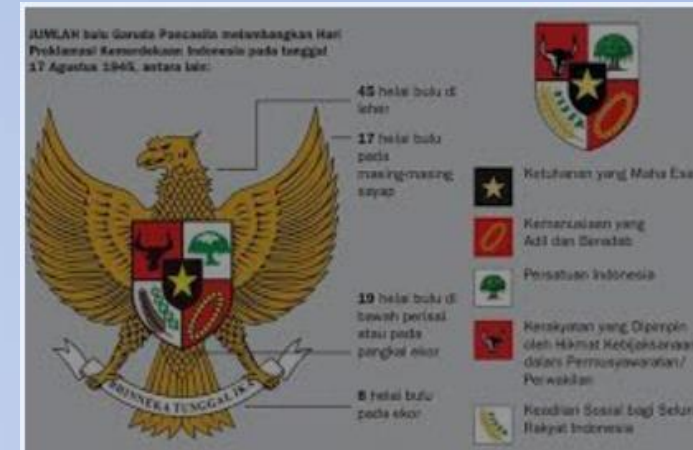 JUMLAH bulu Garuda Pancasila melambangkan Hari
Proklamasi Kemerdekaan Indonesia pada tanggal
17 Agustus 1945, antara lain:
45 helai bulu di
leher
17 helai bulu
pada
masing-masing
sayap
19 helai bulu di
bawah perisai
atau pada
pangkal ekor
8 helai bulu
pada ekor
BHINNEKA TUNGGAL IKA
Ketuhanan yang Maha Esa
Kemanusiaan yang
Adil dan Beradab
Persatuan Indonesia
Kerakyatan yang Dipimpin
oleh Hikmat Kebijaksanaan
dalam Permusyawaratan/
Perwakilan
Keadilan Sosial bagi Selur
Rakyat Indonesia